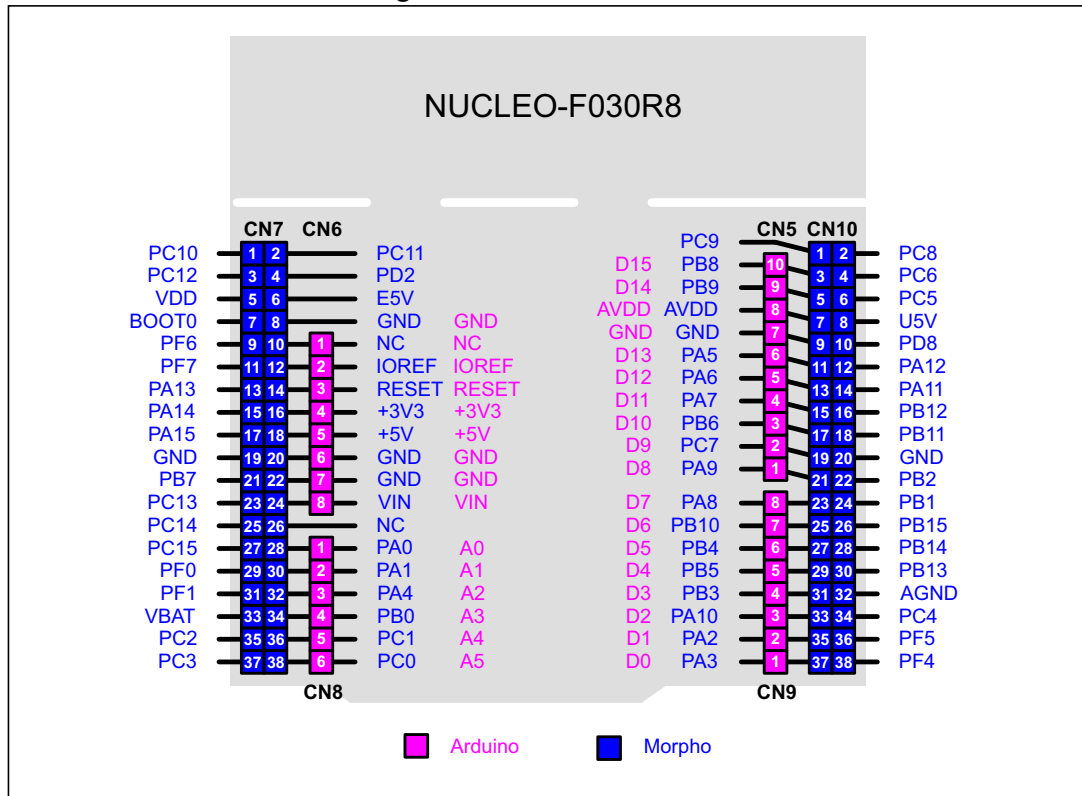 NUCLEO-F030R8
CN7 CN6 CN5 CN10
PC10 1 2 PC11 PC9 1 2 PC8
PC12 3 4 PD2 D15 PB8 10 3 4 PC6
VDD 5 6 E5V D14 PB9 9 5 6 PC5
BOOT0 7 8 GND GND AVDD AVDD 8 7 8 U5V
PF6 9 10 1 NC NC GND GND 7 9 10 PD8
PF7 11 12 2 IOREF IOREF D13 PA5 6 11 12 PA12
PA13 13 14 3 RESET RESET D12 PA6 5 13 14 PA11
PA14 15 16 4 +3V3 +3V3 D11 PA7 4 15 16 PB12
PA15 17 18 5 +5V +5V D10 PB6 3 17 18 PB11
GND 19 20 6 GND GND D9 PC7 2 19 20 GND
PB7 21 22 7 GND GND D8 PA9 1 21 22 PB2
PC13 23 24 8 VIN VIN D7 PA8 8 23 24 PB1
PC14 25 26 NC D6 PB10 7 25 26 PB15
PC15 27 28 1 PA0 A0 D5 PB4 6 27 28 PB14
PF0 29 30 2 PA1 A1 D4 PB5 5 29 30 PB13
PF1 31 32 3 PA4 A2 D3 PB3 4 31 32 AGND
VBAT 33 34 4 PB0 A3 D2 PA10 3 33 34 PC4
PC2 35 36 5 PC1 A4 D1 PA2 2 35 36 PF5
PC3 37 38 6 PC0 A5 D0 PA3 1 37 38 PF4
CN8 CN9
Arduino Morpho